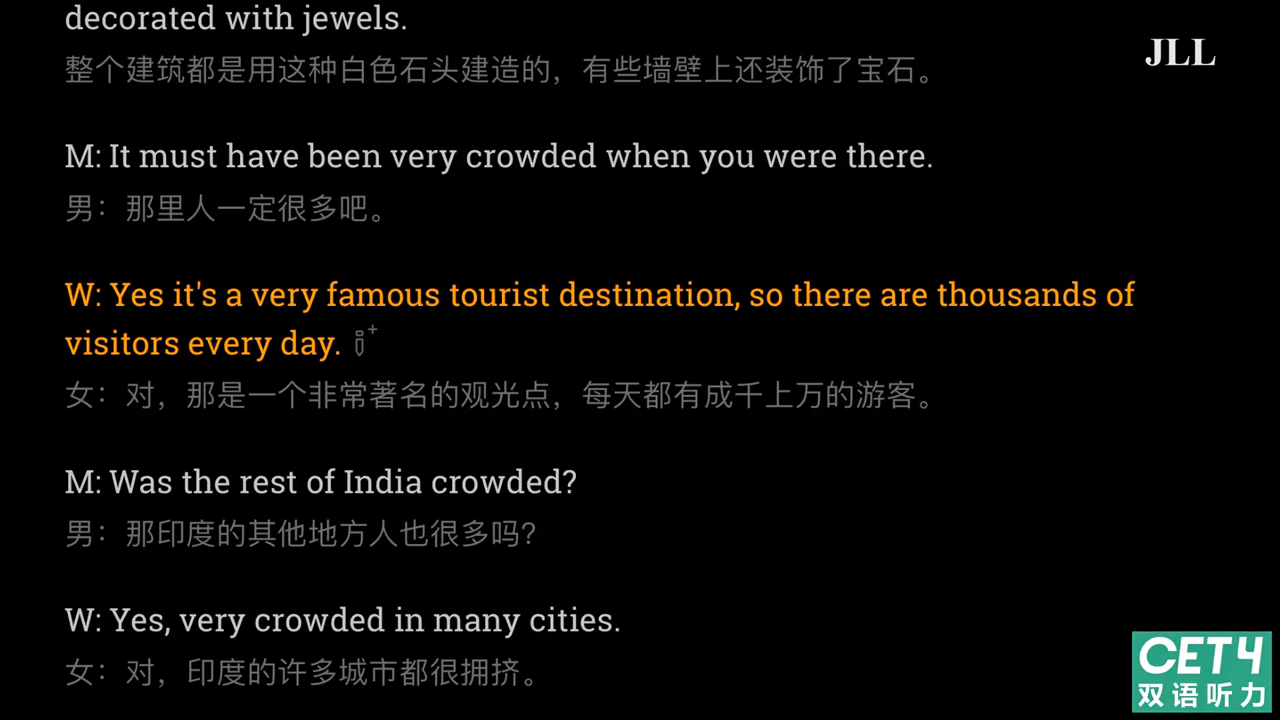 decorated with jewels.
整个建筑都是用这种白色石头建造的，有些墙壁上还装饰了宝石。
JLL
M: It must have been very crowded when you were there.
男：那里人一定很多吧。
W: Yes it's a very famous tourist destination, so there are thousands of
visitors every day.
女：对，那是一个非常著名的观光点，每天都有成千上万的游客。
M: Was the rest of India crowded?
男：那印度的其他地方人也很多吗？
W: Yes, very crowded in many cities.
女：对，印度的许多城市都很拥挤。
CET4
双语听力